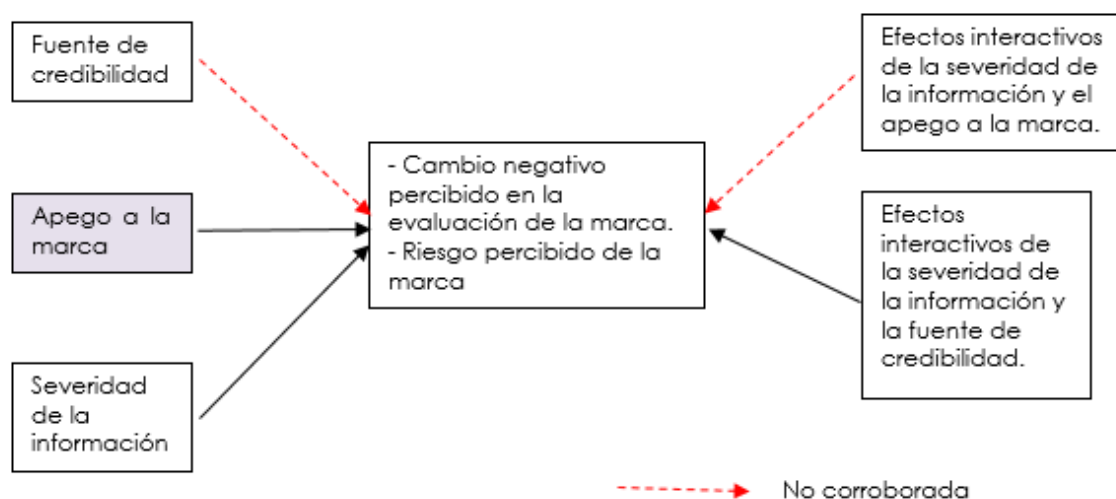 Fuente de
credibilidad
Apego a la
marca
Severidad
de la
información
- Cambio negativo
percibido en la
evaluación de la marca.
- Riesgo percibido de la
marca
Efectos interactivos
de la severidad de
la información y el
apego a la marca.
Efectos
interactivos de
la severidad de
la información y
la fuente de
credibilidad.
No corroborada